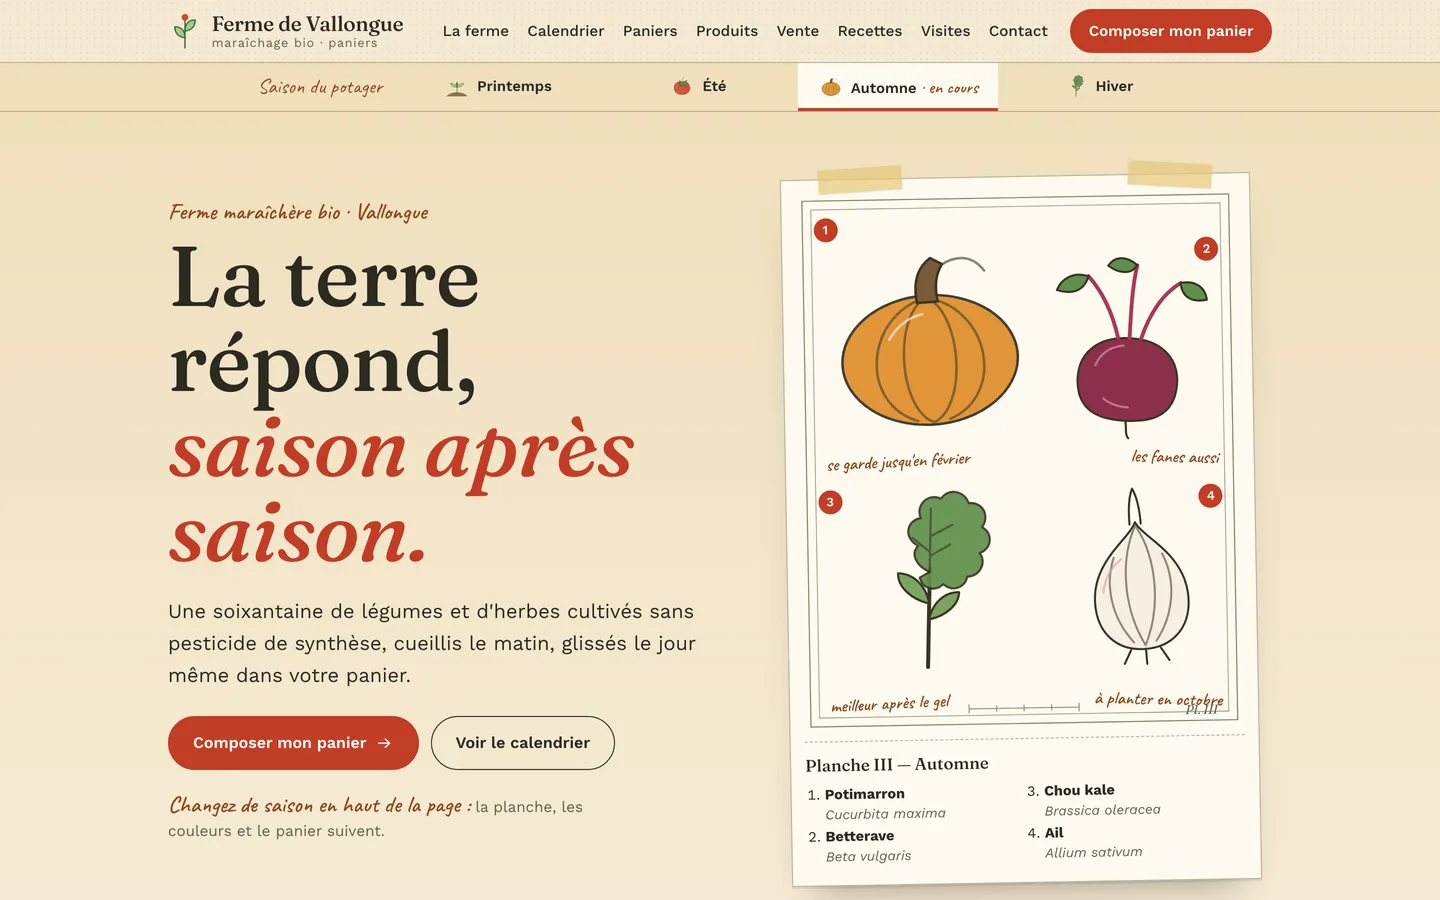 Ferme de Vallongue
maraîchage bio · paniers
La ferme
Calendrier
Paniers
Produits
Vente
Recettes
Visites
Contact
Composer mon panier
Saison du potager
Printemps
Été
Automne · en cours
Hiver
Ferme maraîchère bio · Vallongue
La terre
répond,
saison après
saison.
Une soixantaine de légumes et d'herbes cultivés sans
pesticide de synthèse, cueillis le matin, glissés le jour
même dans votre panier.
Composer mon panier →
Voir le calendrier
Changez de saison en haut de la page : la planche, les
couleurs et le panier suivent.
1
2
se garde jusqu'en février
les fanes aussi
3
4
meilleur après le gel
à planter en octobre
Pl. III
Planche III — Automne
1. Potimarron
Cucurbita maxima
2. Betterave
Beta vulgaris
3. Chou kale
Brassica oleracea
4. Ail
Allium sativum